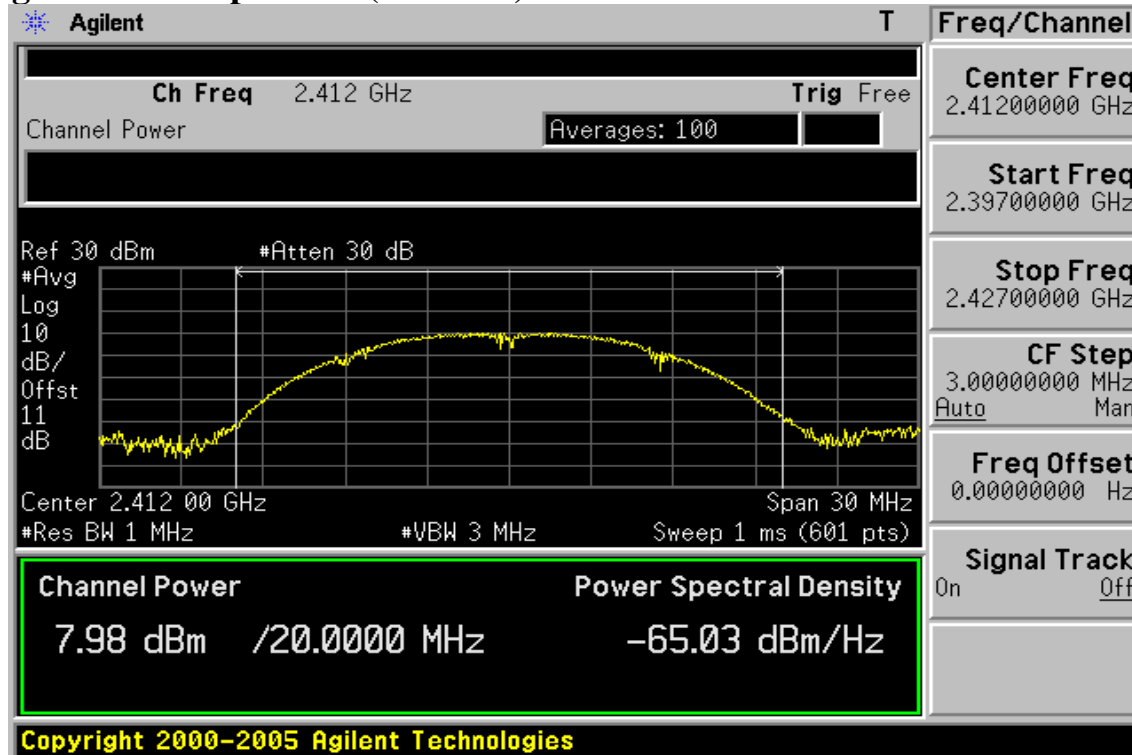 Agilent T
Freq/Channel
Ch Freq 2.412 GHz Trig Free
Channel Power Averages: 100
Ref 30 dBm #Atten 30 dB
#Avg
Log
10
dB/
Offst
11
dB
Center 2.412 00 GHz Span 30 MHz
#Res BW 1 MHz #VBW 3 MHz Sweep 1 ms (601 pts)
Channel Power Power Spectral Density
7.98 dBm /20.0000 MHz -65.03 dBm/Hz
Center Freq
2.41200000 GHz
Start Freq
2.39700000 GHz
Stop Freq
2.42700000 GHz
CF Step
3.00000000 MHz
Auto Man
Freq Offset
0.00000000 Hz
Signal Track
On Off
Copyright 2000-2005 Agilent Technologies